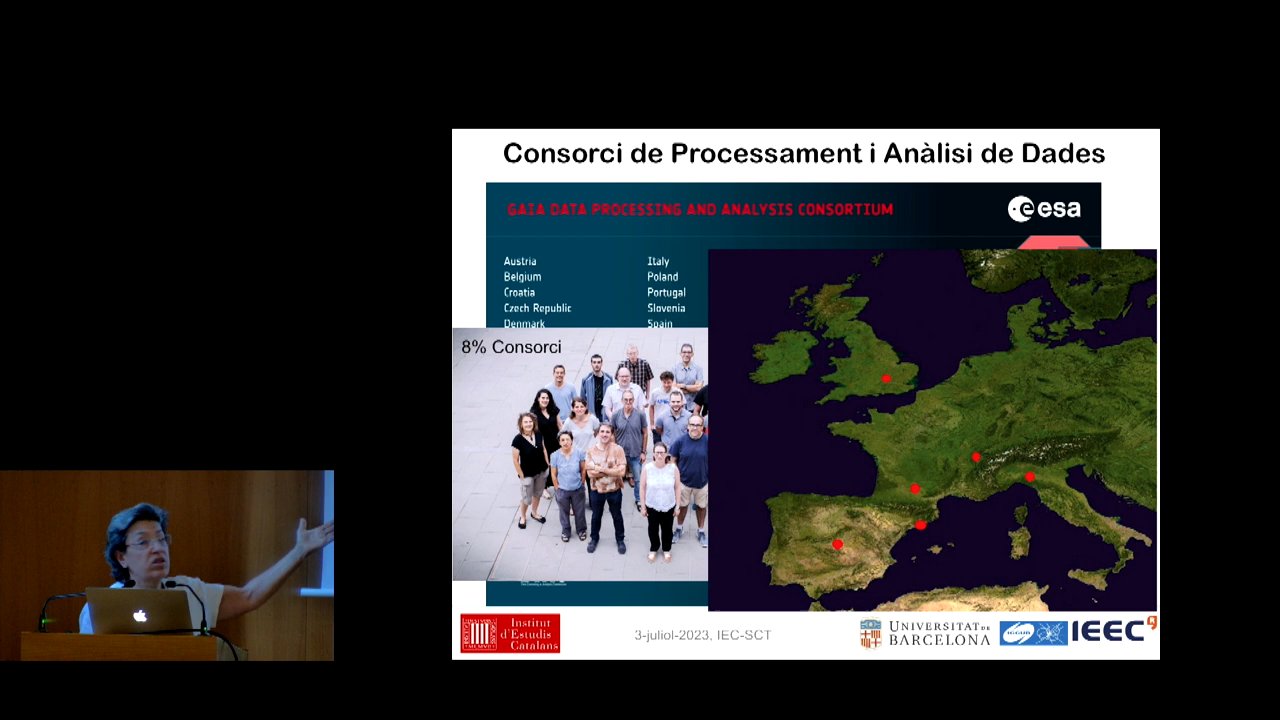 Consorci de Processament i Anàlisi de Dades
GAIA DATA PROCESSING AND ANALYSIS CONSORTIUM
esa
Austria
Belgium
Croatia
Czech Republic
Denmark
Italy
Poland
Portugal
Slovenia
Spain
8% Consorci
Institut
d'Estudis
Catalans
3-juliol-2023, IEC-SCT
UNIVERSITAT DE
BARCELONA
ICCUB
IEEC